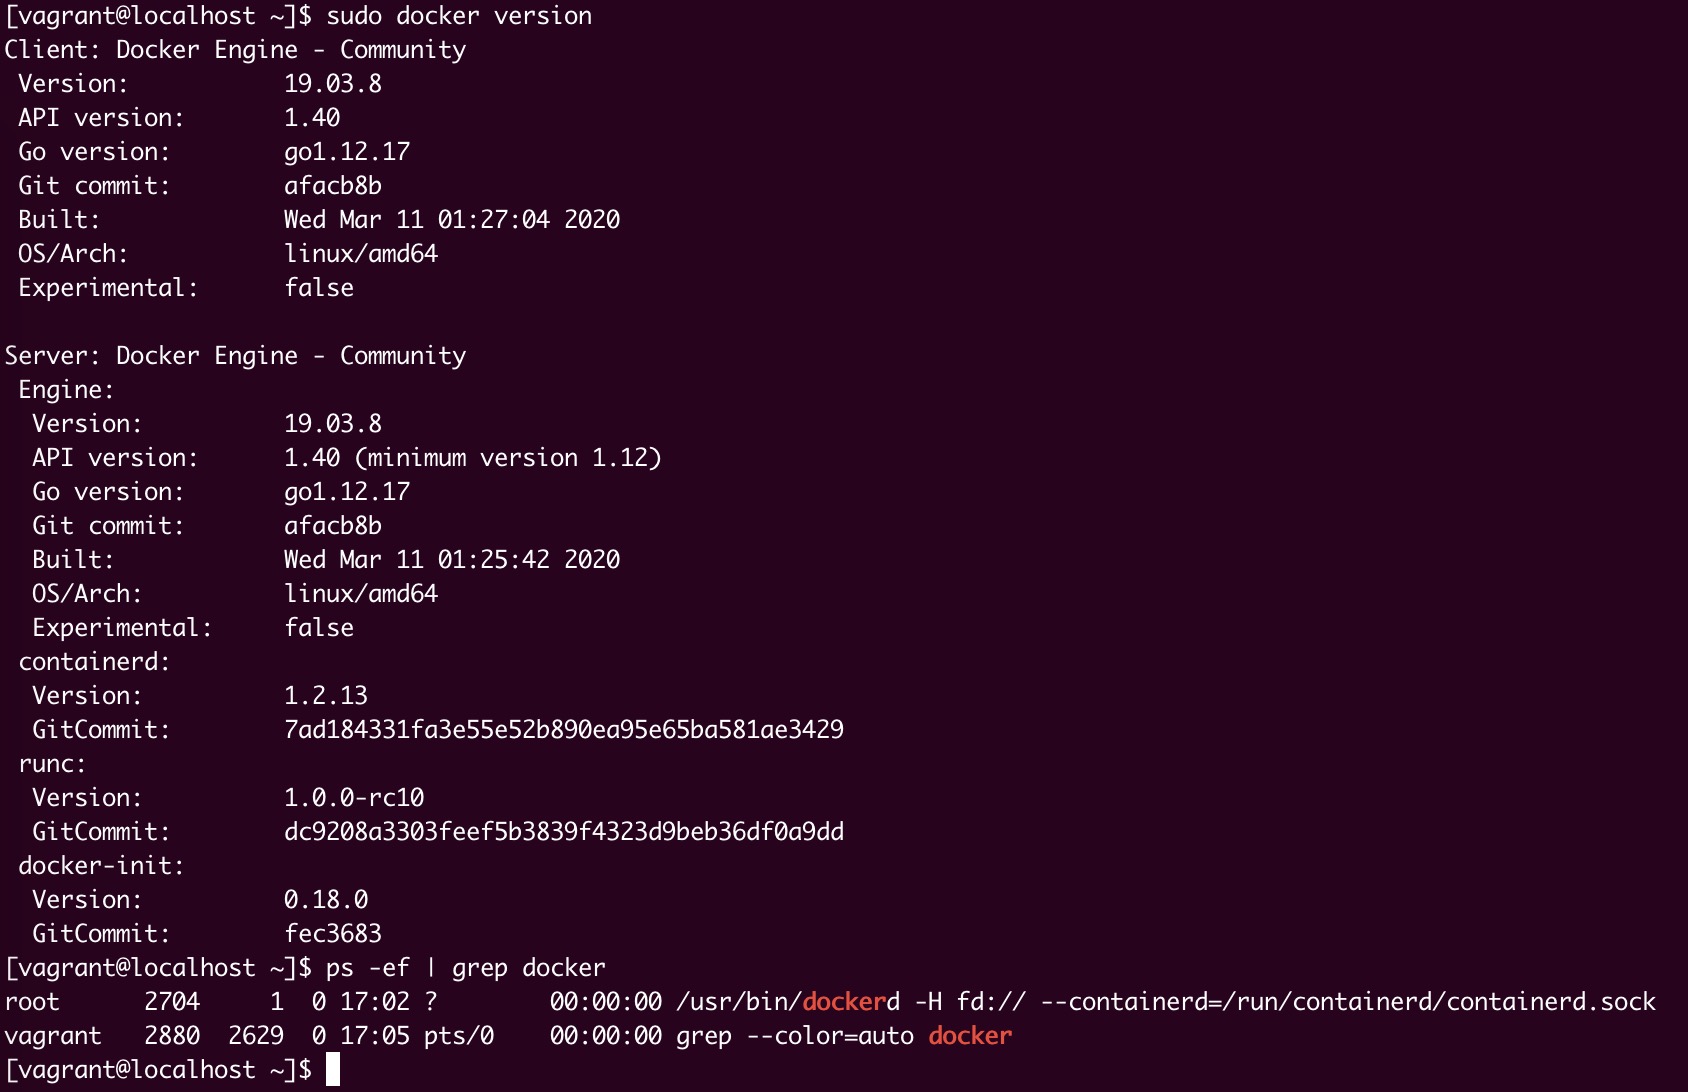 [vagrant@localhost ~]$ sudo docker version
Client: Docker Engine - Community
 Version:           19.03.8
 API version:       1.40
 Go version:        go1.12.17
 Git commit:        afacb8b
 Built:             Wed Mar 11 01:27:04 2020
 OS/Arch:           linux/amd64
 Experimental:      false

Server: Docker Engine - Community
 Engine:
  Version:          19.03.8
  API version:      1.40 (minimum version 1.12)
  Go version:       go1.12.17
  Git commit:       afacb8b
  Built:            Wed Mar 11 01:25:42 2020
  OS/Arch:          linux/amd64
  Experimental:     false
 containerd:
  Version:          1.2.13
  GitCommit:        7ad184331fa3e55e52b890ea95e65ba581ae3429
 runc:
  Version:          1.0.0-rc10
  GitCommit:        dc9208a3303feef5b3839f4323d9beb36df0a9dd
 docker-init:
  Version:          0.18.0
  GitCommit:        fec3683
[vagrant@localhost ~]$ ps -ef | grep docker
root      2704     1  0 17:02 ?        00:00:00 /usr/bin/dockerd -H fd:// --containerd=/run/containerd/containerd.sock
vagrant   2880  2629  0 17:05 pts/0    00:00:00 grep --color=auto docker
[vagrant@localhost ~]$